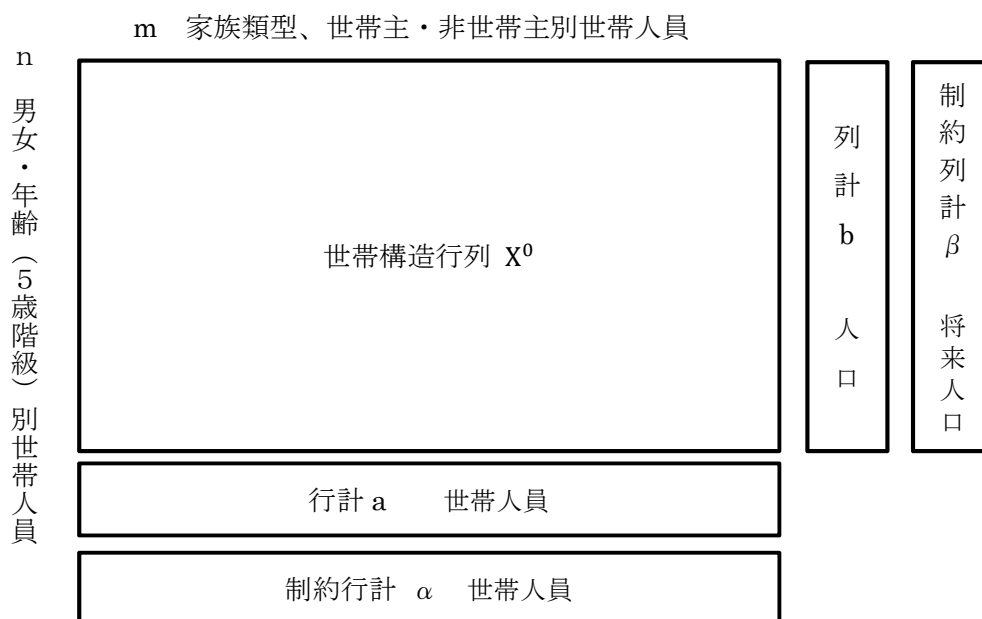 m 家族類型、世帯主・非世帯主別世帯人員
n 男女・年齢（５歳階級）別世帯人員
世帯構造行列 X⁰
列計 b 人口
制約列計 β 将来人口
行計 a 世帯人員
制約行計 α 世帯人員